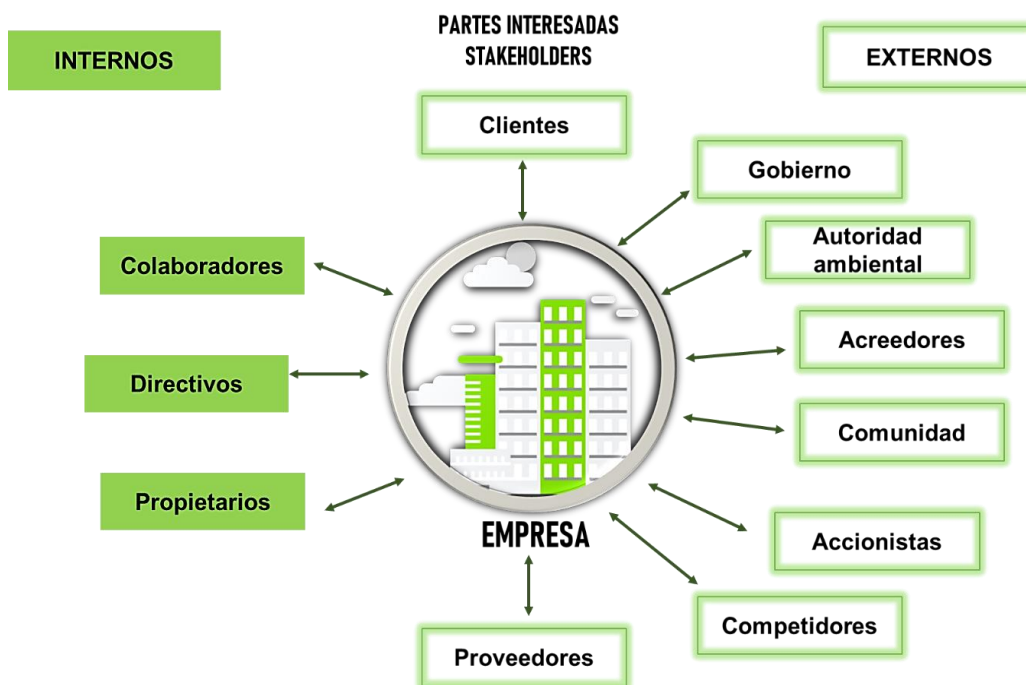 PARTES INTERESADAS
STAKEHOLDERS
INTERNOS
EXTERNOS
Clientes
Gobierno
Autoridad
ambiental
Colaboradores
Acreedores
Directivos
Comunidad
Propietarios
Accionistas
EMPRESA
Competidores
Proveedores